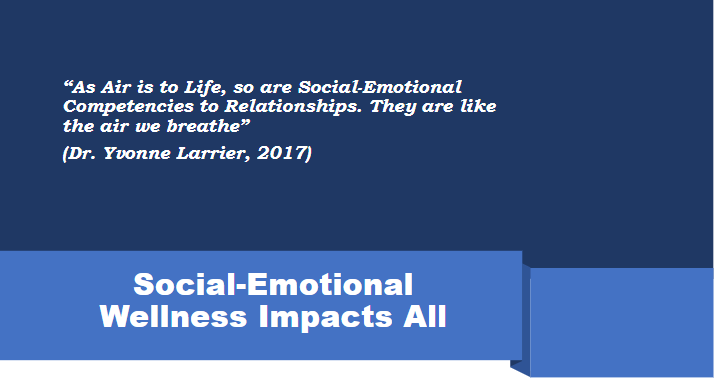 “As Air is to Life, so are Social-Emotional
Competencies to Relationships. They are like
the air we breathe”
(Dr. Yvonne Larrier, 2017)
Social-Emotional
Wellness Impacts All